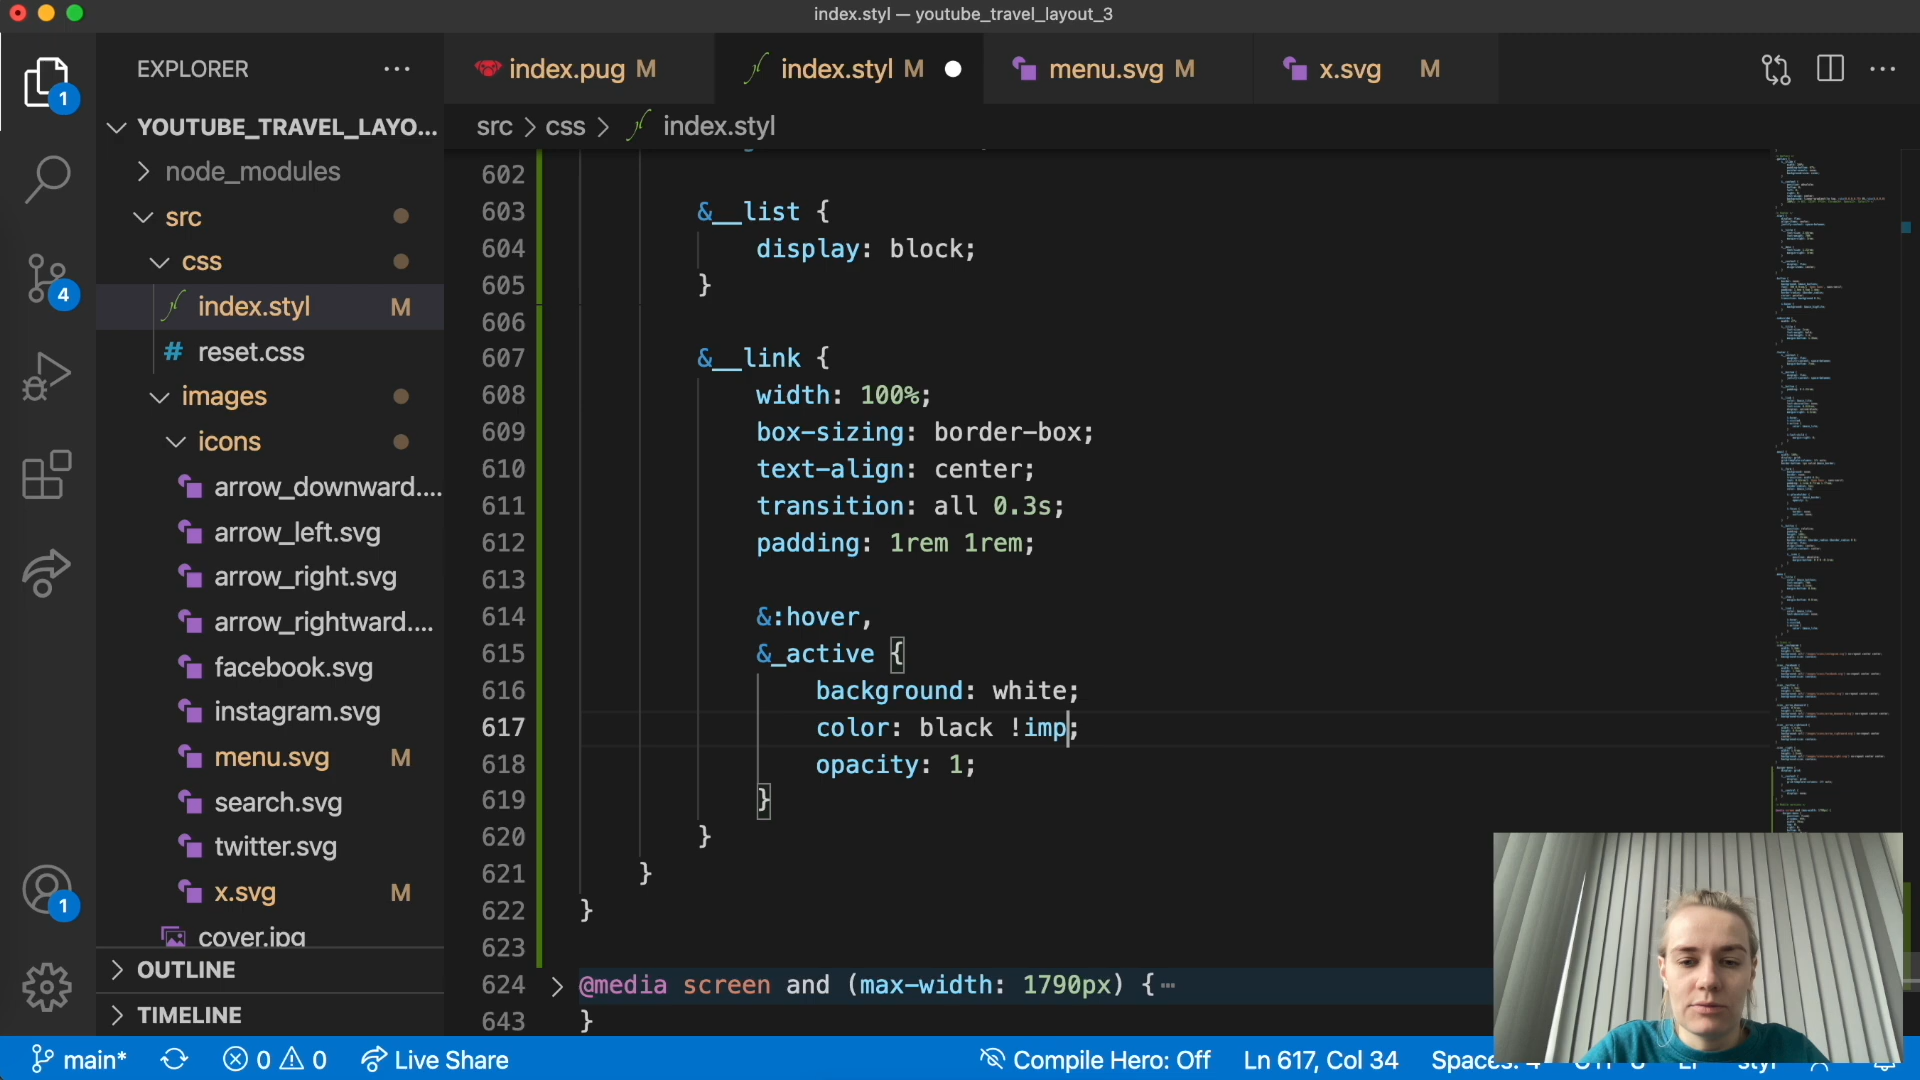 index.styl — youtube_travel_layout_3
EXPLORER
index.pug M
index.styl M
menu.svg M
x.svg M
1
4
1
YOUTUBE_TRAVEL_LAYO...
node_modules
src
css
index.styl M
# reset.css
images
icons
arrow_downward....
arrow_left.svg
arrow_right.svg
arrow_rightward....
facebook.svg
instagram.svg
menu.svg M
search.svg
twitter.svg
x.svg M
cover.jpg
OUTLINE
TIMELINE
src > css > index.styl
602
603 &__list {
604 display: block;
605 }
606
607 &__link {
608 width: 100%;
609 box-sizing: border-box;
610 text-align: center;
611 transition: all 0.3s;
612 padding: 1rem 1rem;
613
614 &:hover,
615 &_active {
616 background: white;
617 color: black !imp;
618 opacity: 1;
619 }
620 }
621 }
622 }
623
624 @media screen and (max-width: 1790px) {
643 }
main* 0 0 Live Share Compile Hero: Off Ln 617, Col 34